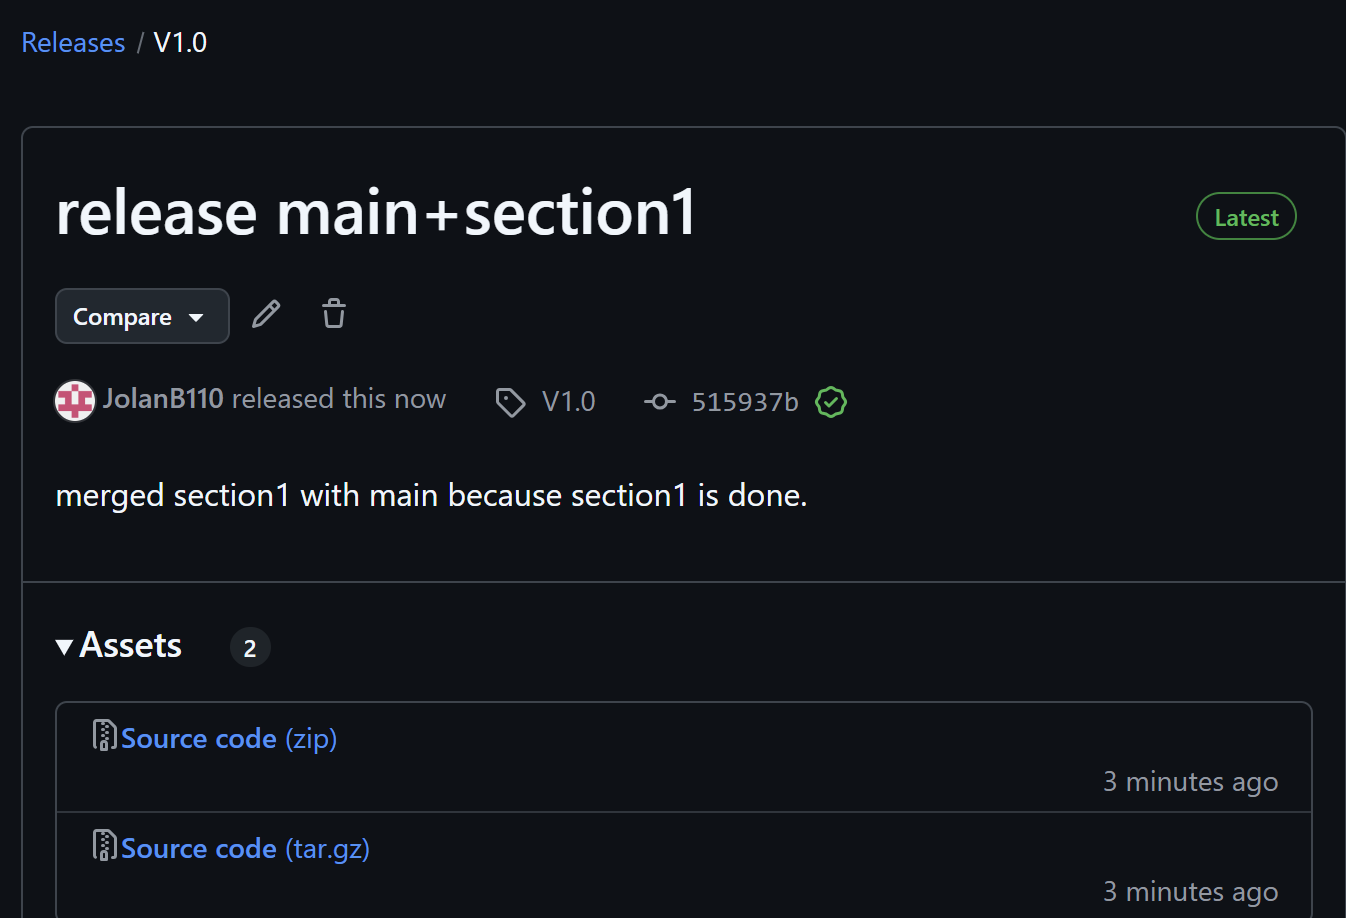 Releases / V1.0
release main+section1
Latest
Compare
JolanB110 released this now V1.0 515937b
merged section1 with main because section1 is done.
Assets 2
Source code (zip)
3 minutes ago
Source code (tar.gz)
3 minutes ago